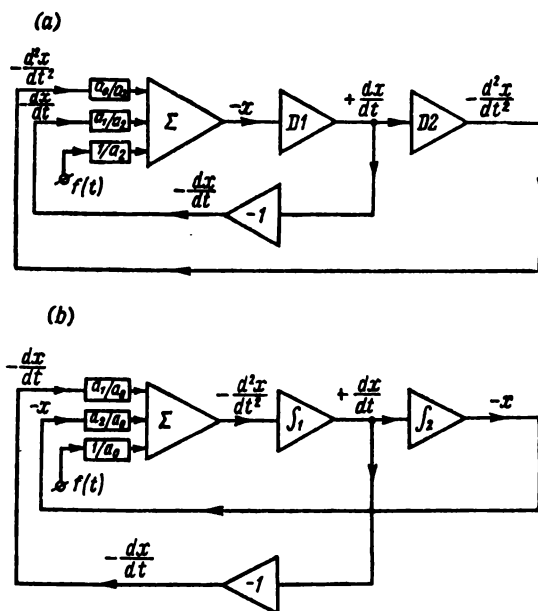 (a)
-d²x/dt²
a₀/a₂
-dx/dt
a₁/a₂
1/a₂
f(t)
Σ
-x
D1
+dx/dt
D2
-d²x/dt²
-dx/dt
-1
(b)
-dx/dt
a₁/a₀
-x
a₂/a₀
1/a₀
f(t)
Σ
-d²x/dt²
∫₁
+dx/dt
∫₂
-x
-dx/dt
-1